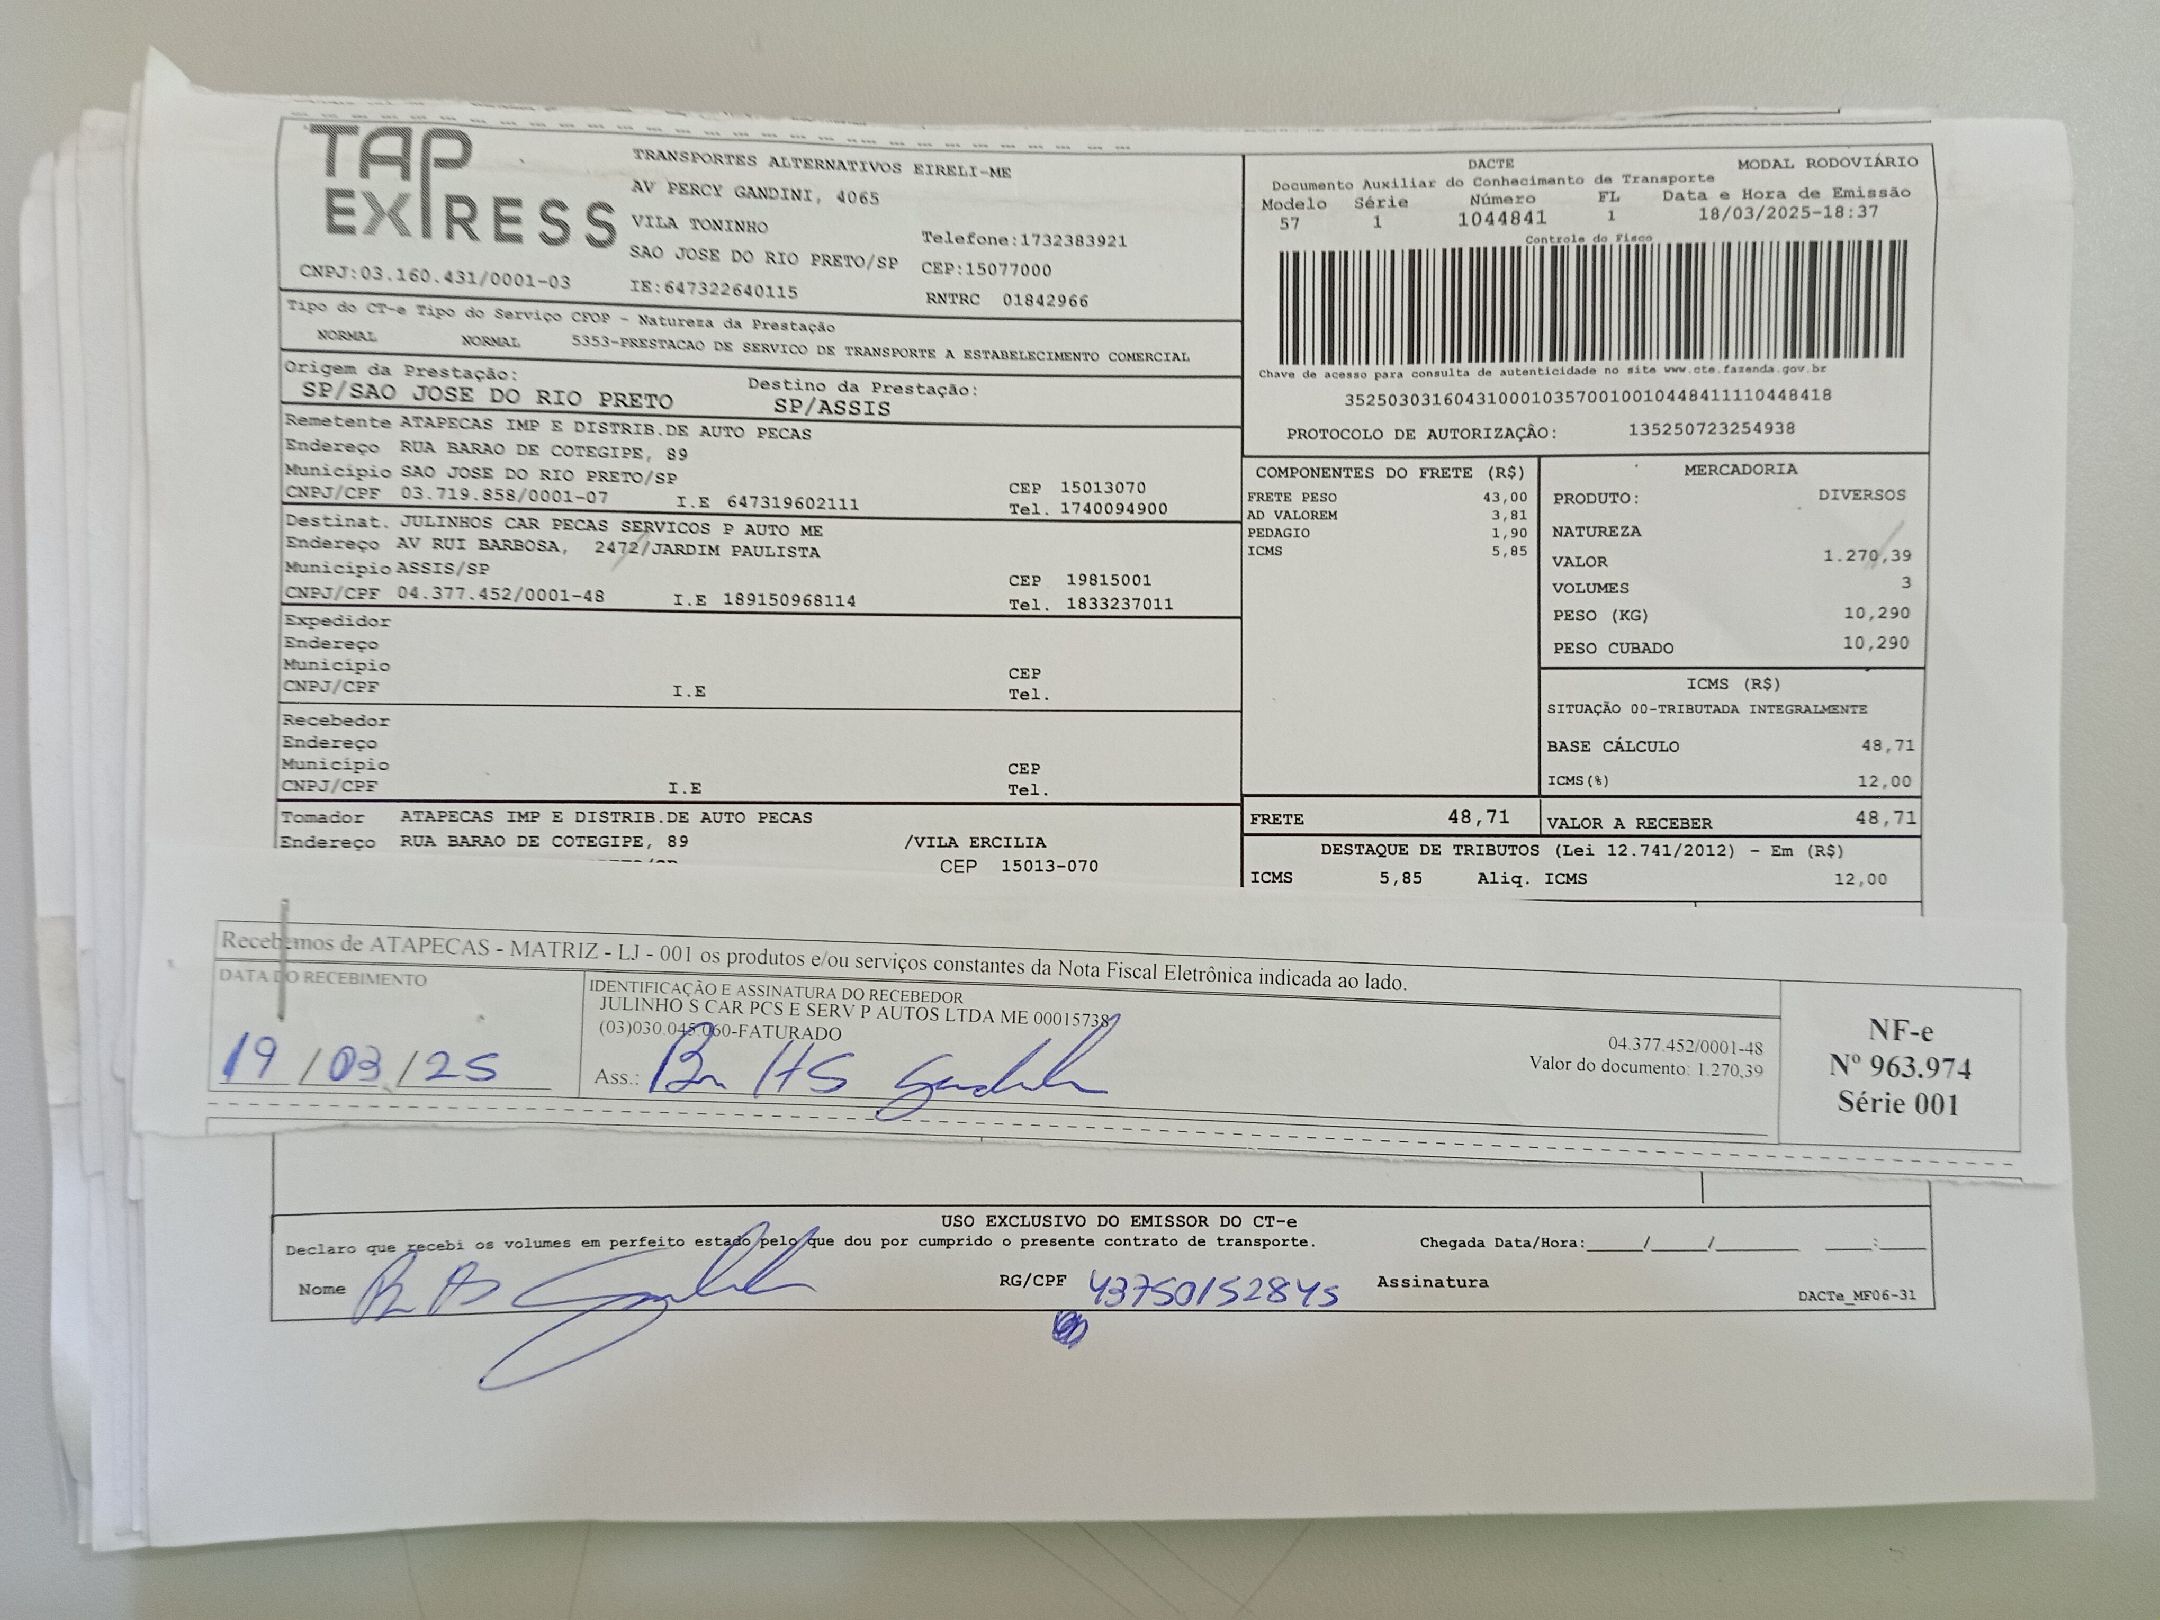 TAP EXPRESS
TRANSPORTES ALTERNATIVOS EIRELI-ME
AV PERCY GANDINI, 4065
VILA TONINHO
Telefone:1732383921
SAO JOSE DO RIO PRETO/SP CEP:15077000
CNPJ:03.160.431/0001-03 IE:647322640115 RNTRC 01842966
DACTE MODAL RODOVIÁRIO
Documento Auxiliar do Conhecimento de Transporte
Modelo Série Número FL Data e Hora de Emissão
57 1 1044841 1 18/03/2025-18:37
Controle do Fisco
Chave de acesso para consulta de autenticidade no site www.cte.fazenda.gov.br
35250303160431000103570010010448411110448418
PROTOCOLO DE AUTORIZAÇÃO: 135250723254938
Tipo do CT-e Tipo do Serviço CFOP - Natureza da Prestação
NORMAL NORMAL 5353-PRESTACAO DE SERVICO DE TRANSPORTE A ESTABELECIMENTO COMERCIAL
Origem da Prestação: Destino da Prestação:
SP/SAO JOSE DO RIO PRETO SP/ASSIS
Remetente ATAPECAS IMP E DISTRIB.DE AUTO PECAS
Endereço RUA BARAO DE COTEGIPE, 89
Município SAO JOSE DO RIO PRETO/SP CEP 15013070
CNPJ/CPF 03.719.858/0001-07 I.E 647319602111 Tel. 1740094900
Destinat. JULINHOS CAR PECAS SERVICOS P AUTO ME
Endereço AV RUI BARBOSA, 2472/JARDIM PAULISTA
Município ASSIS/SP CEP 19815001
CNPJ/CPF 04.377.452/0001-48 I.E 189150968114 Tel. 1833237011
Expedidor
Endereço
Município CEP
CNPJ/CPF I.E Tel.
Recebedor
Endereço
Município CEP
CNPJ/CPF I.E Tel.
Tomador ATAPECAS IMP E DISTRIB.DE AUTO PECAS
Endereço RUA BARAO DE COTEGIPE, 89 /VILA ERCILIA
CEP 15013-070
COMPONENTES DO FRETE (R$)
FRETE PESO 43,00
AD VALOREM 3,81
PEDAGIO 1,90
ICMS 5,85
MERCADORIA
PRODUTO: DIVERSOS
NATUREZA
VALOR 1.270,39
VOLUMES 3
PESO (KG) 10,290
PESO CUBADO 10,290
ICMS (R$)
SITUAÇÃO 00-TRIBUTADA INTEGRALMENTE
BASE CÁLCULO 48,71
ICMS(%) 12,00
FRETE 48,71 VALOR A RECEBER 48,71
DESTAQUE DE TRIBUTOS (Lei 12.741/2012) - Em (R$)
ICMS 5,85 Aliq. ICMS 12,00
Recebemos de ATAPECAS - MATRIZ - LJ - 001 os produtos e/ou serviços constantes da Nota Fiscal Eletrônica indicada ao lado.
DATA DO RECEBIMENTO
19/03/25
IDENTIFICAÇÃO E ASSINATURA DO RECEBEDOR
JULINHO S CAR PCS E SERV P AUTOS LTDA ME 00015738
(03)030.045.060-FATURADO
04.377.452/0001-48
Ass.: Valor do documento: 1.270,39
NF-e
Nº 963.974
Série 001
USO EXCLUSIVO DO EMISSOR DO CT-e
Declaro que recebi os volumes em perfeito estado pelo que dou por cumprido o presente contrato de transporte. Chegada Data/Hora:____/____/____ ____:____
Nome RG/CPF 43750152845 Assinatura
DACTe_MF06-31